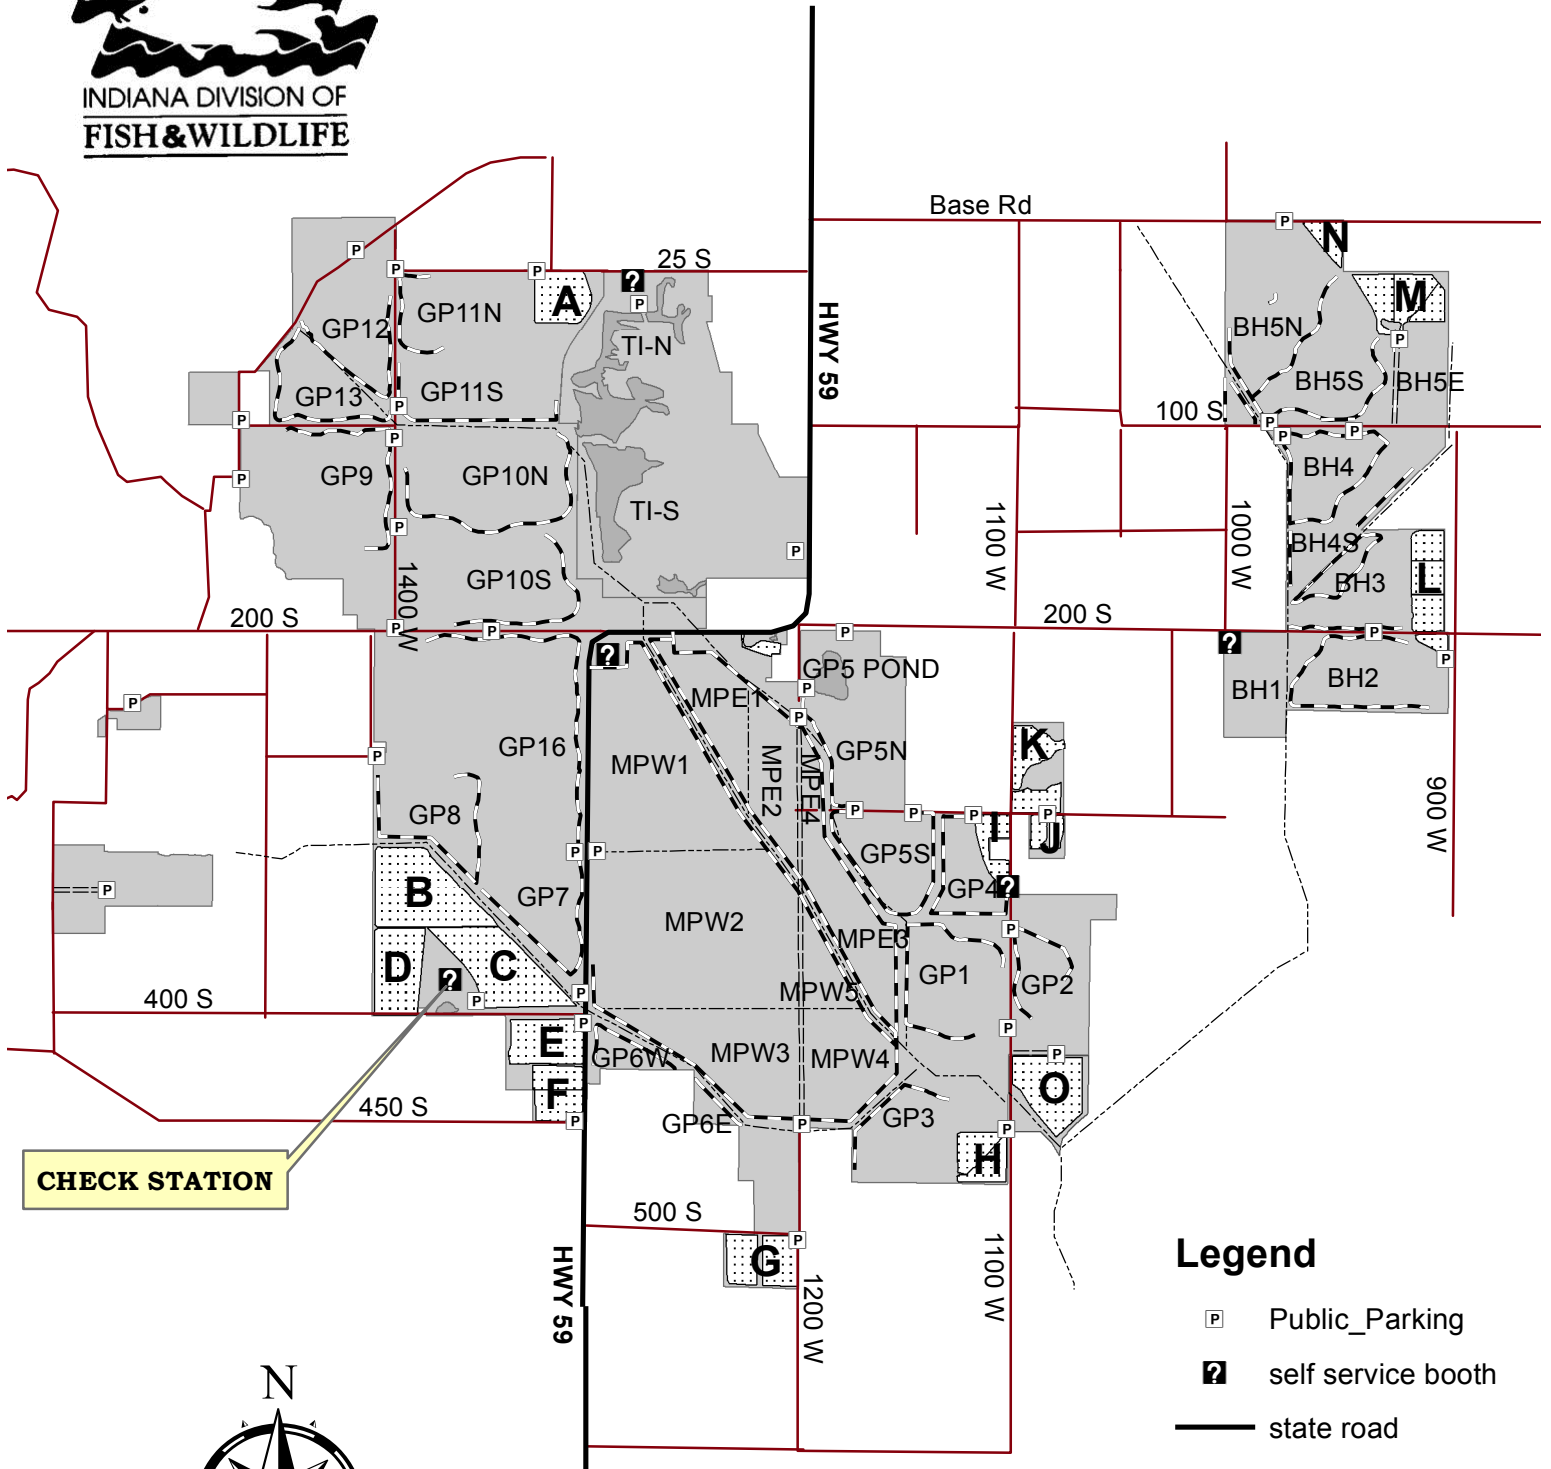 INDIANA DIVISION OF
FISH&WILDLIFE
Base Rd
25 S
HWY 59
N
A
M
TI-N
GP11N
GP12
BH5N
GP13
GP11S
BH5S
BH5E
100 S
GP9
GP10N
BH4
TI-S
1100 W
1000 W
BH4S
GP10S
BH3
L
1400 W
200 S
200 S
GP5 POND
MPE1
BH1
BH2
GP16
MPW1
MPE2
MPE4
GP5N
K
900 W
GP8
I
J
GP5S
B
GP7
GP4
MPW2
MPE3
D
C
GP1
GP2
MPW5
400 S
E
GP6W
MPW3
MPW4
F
O
450 S
GP6E
GP3
H
CHECK STATION
500 S
G
HWY 59
1200 W
1100 W
Legend
P Public_Parking
? self service booth
state road
N